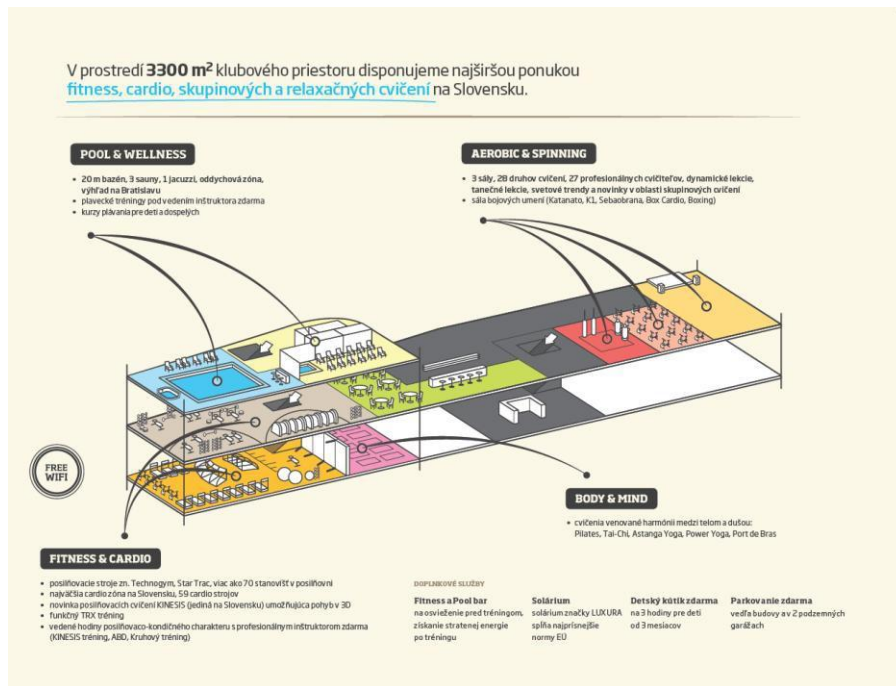 V prostredí 3300 m² klubového priestoru disponujeme najširšou ponukou
fitness, cardio, skupinových a relaxačných cvičení na Slovensku.
POOL & WELLNESS
• 20 m bazén, 3 sauny, 1 jacuzzi, oddychová zóna,
výhľad na Bratislavu
• plavecké tréningy pod vedením inštruktora zdarma
• kurzy plávania pre deti a dospelých
AEROBIC & SPINNING
• 3 sály, 28 druhov cvičení, 27 profesionálnych cvičiteľov, dynamické lekcie,
tanečné lekcie, svetové trendy a novinky v oblasti skupinových cvičení
• sála bojových umení (Katanato, K1, Sebaobrana, Box Cardio, Boxing)
FREE
WIFI
BODY & MIND
• cvičenia venované harmónii medzi telom a dušou:
Pilates, Tai-Chi, Astanga Yoga, Power Yoga, Port de Bras
FITNESS & CARDIO
• posilňovacie stroje zn. Technogym, Star Trac, viac ako 70 stanovíšť v posilňovni
• najväčšia cardio zóna na Slovensku, 59 cardio strojov
• novinka posilňovacích cvičení KINESIS (jediná na Slovensku) umožňujúca pohyb v 3D
• funkčný TRX tréning
• vedené hodiny posilňovaco-kondičného charakteru s profesionálnym inštruktorom zdarma
(KINESIS tréning, ABD, Kruhový tréning)
DOPLNKOVÉ SLUŽBY
Fitness a Pool bar
na osvieženie pred tréningom,
získanie stratenej energie
po tréningu
Solárium
solárium značky LUXURA
spĺňa najprísnejšie
normy EÚ
Detský kútik zdarma
na 3 hodiny pre deti
od 3 mesiacov
Parkovanie zdarma
vedľa budovy a v 2 podzemných
garážach